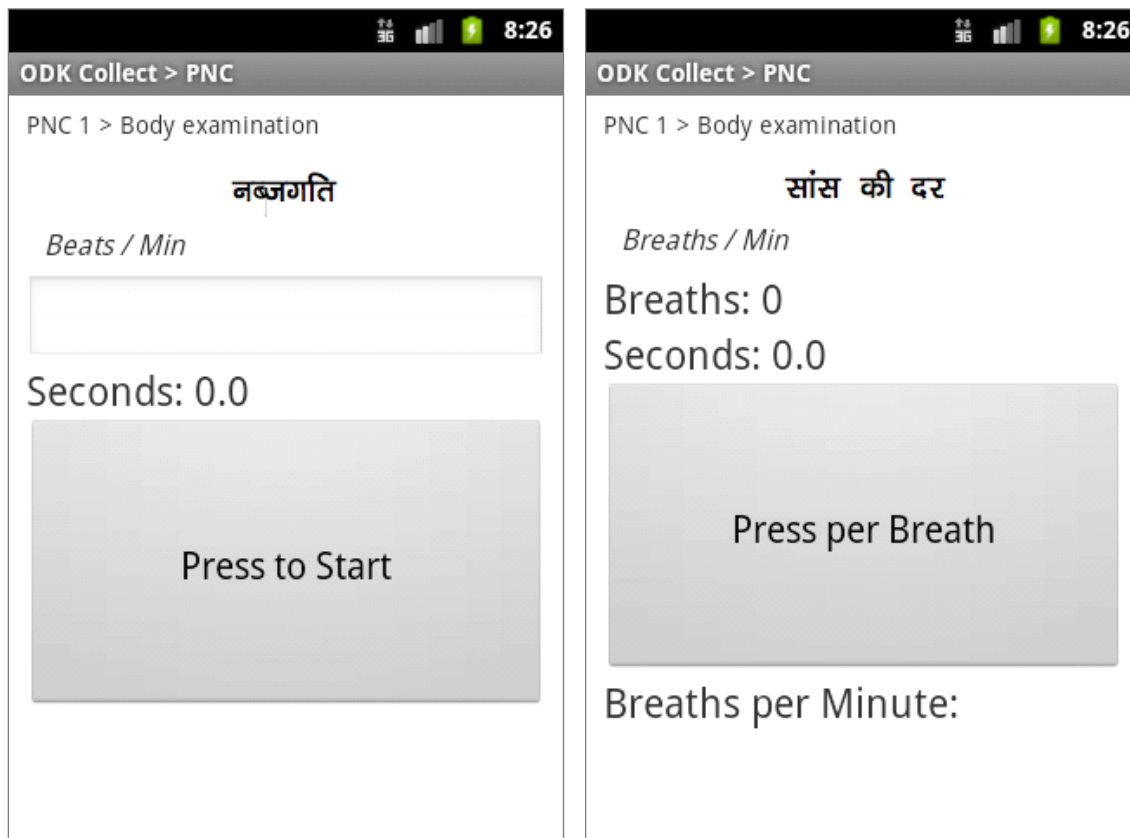 3G 8:26
ODK Collect > PNC
PNC 1 > Body examination
नब्जगति
Beats / Min
Seconds: 0.0
Press to Start
3G 8:26
ODK Collect > PNC
PNC 1 > Body examination
सांस की दर
Breaths / Min
Breaths: 0
Seconds: 0.0
Press per Breath
Breaths per Minute: